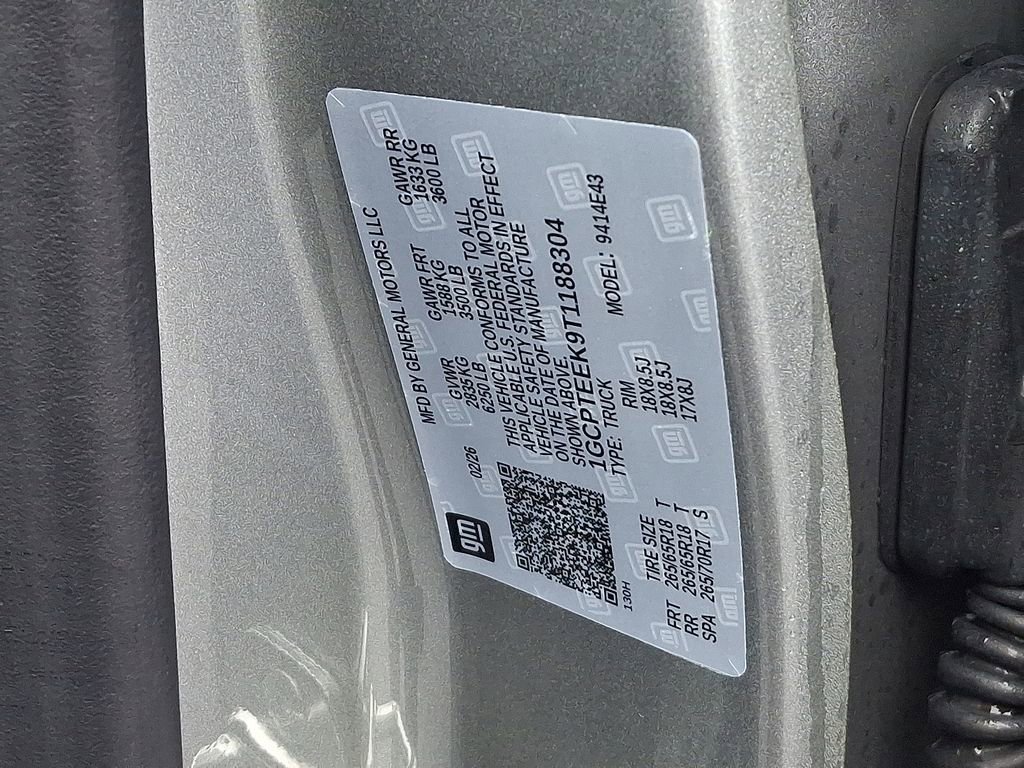 gm
02/26
MFD BY GENERAL MOTORS LLC
GVWR GAWR FRT GAWR RR
2835 KG 1588 KG 1633 KG
6250 LB 3500 LB 3600 LB
THIS VEHICLE CONFORMS TO ALL
APPLICABLE U.S. FEDERAL MOTOR
VEHICLE SAFETY STANDARDS IN EFFECT
ON THE DATE OF MANUFACTURE
SHOWN ABOVE.
1GCPTEEK9T1188304
TYPE: TRUCK MODEL: 9414E43
130H
TIRE SIZE RIM
FRT 265/65R18 T 18X8.5J
RR 265/65R18 T 18X8.5J
SPA 265/70R17 S 17X8J